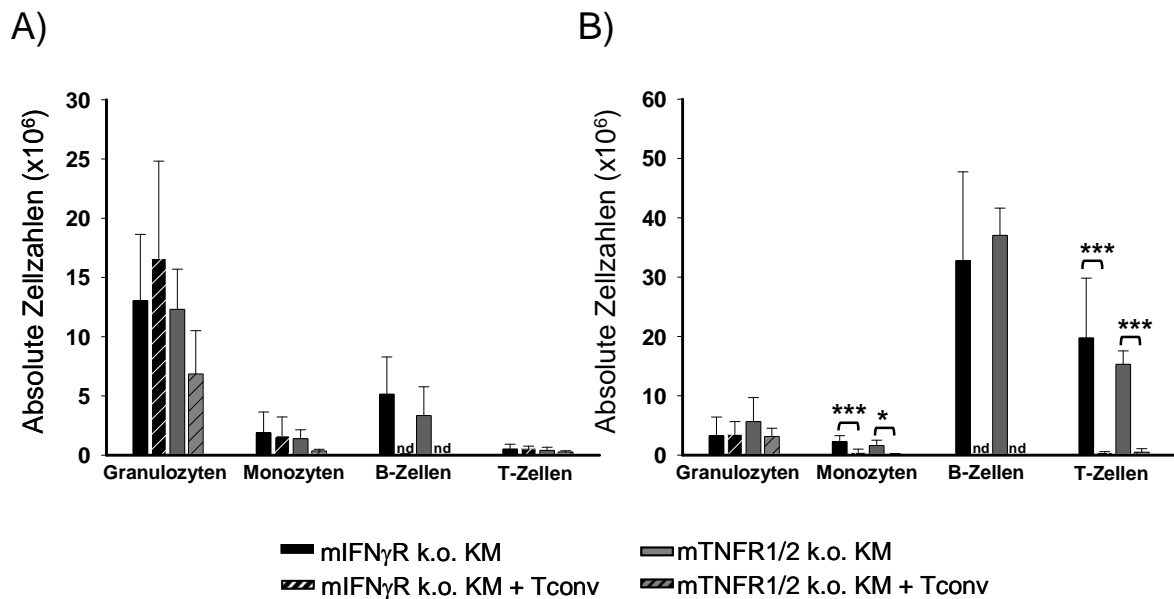 A)
B)
Absolute Zellzahlen (x10⁶)
30
25
20
15
10
5
0
nd
nd
Granulozyten Monozyten B-Zellen T-Zellen
Absolute Zellzahlen (x10⁶)
60
50
40
30
20
10
0
***
*
nd
nd
***
***
Granulozyten Monozyten B-Zellen T-Zellen
mIFNγR k.o. KM
mTNFR1/2 k.o. KM
mIFNγR k.o. KM + Tconv
mTNFR1/2 k.o. KM + Tconv